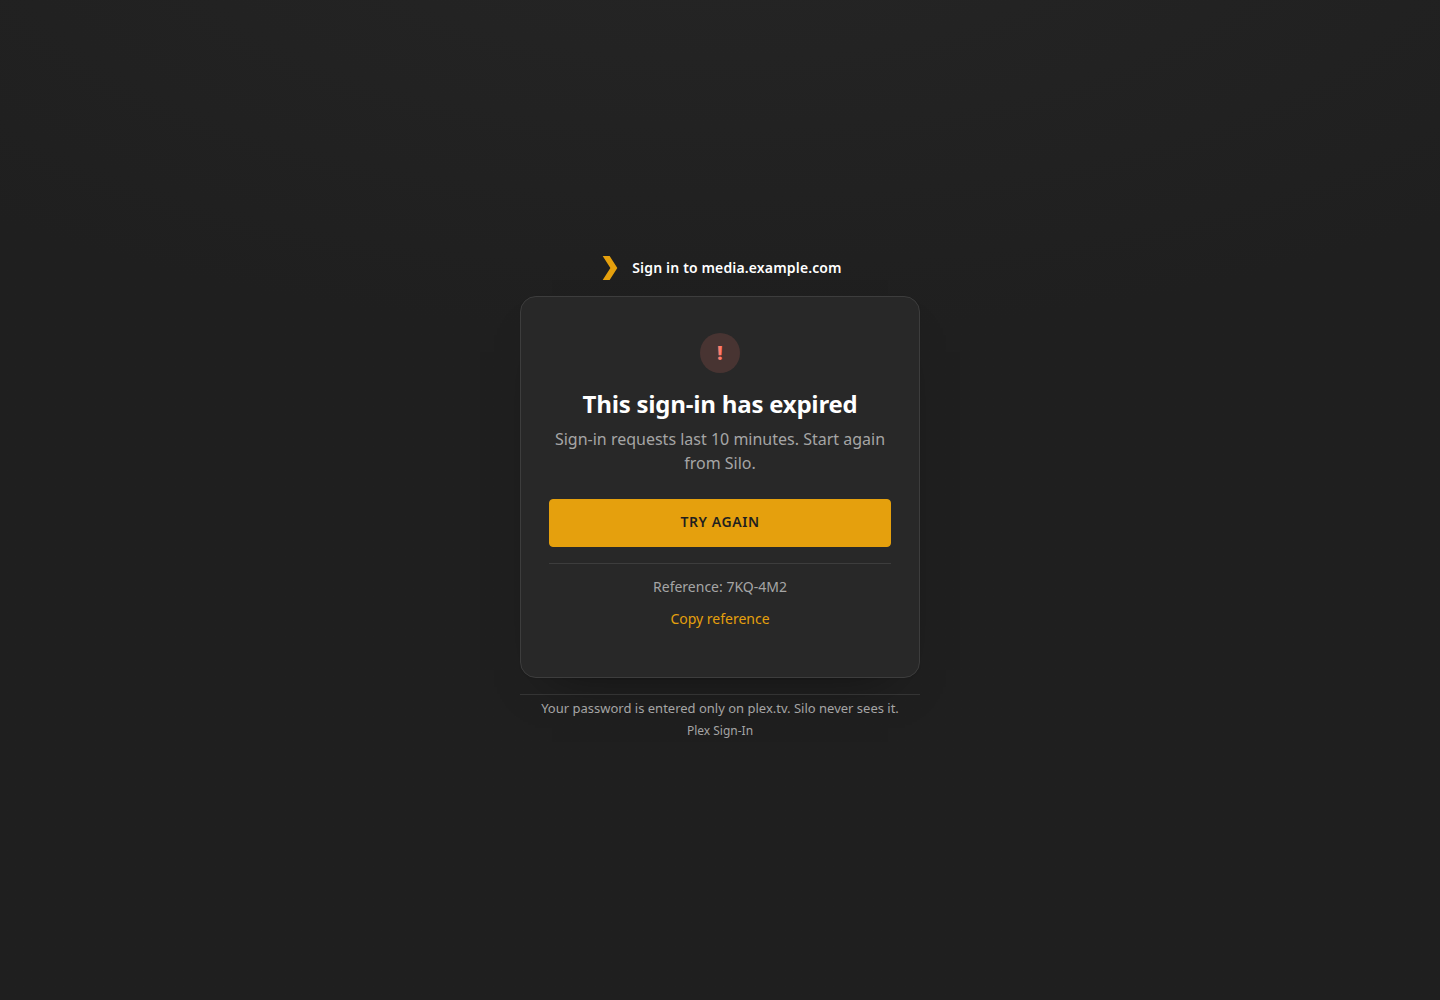 Sign in to media.example.com
!
This sign-in has expired
Sign-in requests last 10 minutes. Start again
from Silo.
TRY AGAIN
Reference: 7KQ-4M2
Copy reference
Your password is entered only on plex.tv. Silo never sees it.
Plex Sign-In